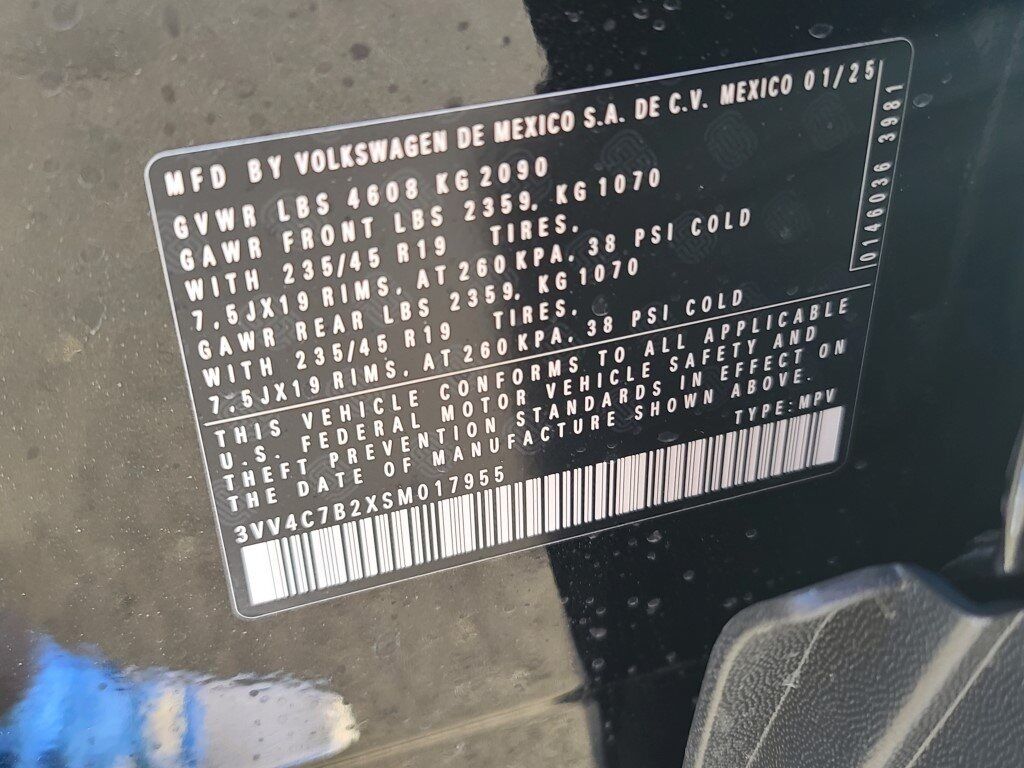 MFD BY VOLKSWAGEN DE MEXICO S.A. DE C.V. MEXICO 01/25
GVWR LBS 4608 KG 2090
GAWR FRONT LBS 2359. KG 1070
WITH 235/45 R19 TIRES.
7.5JX19 RIMS. AT 260KPA. 38 PSI COLD
GAWR REAR LBS 2359. KG 1070
WITH 235/45 R19 TIRES.
7.5JX19 RIMS. AT 260KPA. 38 PSI COLD
0146036 3981
THIS VEHICLE CONFORMS TO ALL APPLICABLE
U.S. FEDERAL MOTOR VEHICLE SAFETY AND
THEFT PREVENTION STANDARDS IN EFFECT ON
THE DATE OF MANUFACTURE SHOWN ABOVE.
3VV4C7B2XSM017955 TYPE:MPV